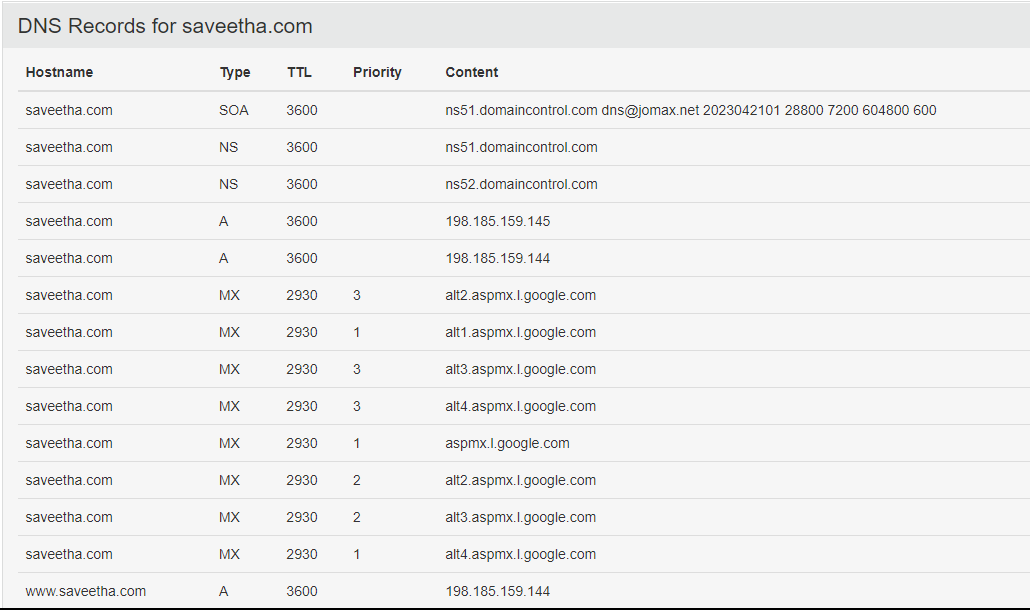 DNS Records for saveetha.com
Hostname Type TTL Priority Content
saveetha.com SOA 3600 ns51.domaincontrol.com dns@jomax.net 2023042101 28800 7200 604800 600
saveetha.com NS 3600 ns51.domaincontrol.com
saveetha.com NS 3600 ns52.domaincontrol.com
saveetha.com A 3600 198.185.159.145
saveetha.com A 3600 198.185.159.144
saveetha.com MX 2930 3 alt2.aspmx.l.google.com
saveetha.com MX 2930 1 alt1.aspmx.l.google.com
saveetha.com MX 2930 3 alt3.aspmx.l.google.com
saveetha.com MX 2930 3 alt4.aspmx.l.google.com
saveetha.com MX 2930 1 aspmx.l.google.com
saveetha.com MX 2930 2 alt2.aspmx.l.google.com
saveetha.com MX 2930 2 alt3.aspmx.l.google.com
saveetha.com MX 2930 1 alt4.aspmx.l.google.com
www.saveetha.com A 3600 198.185.159.144